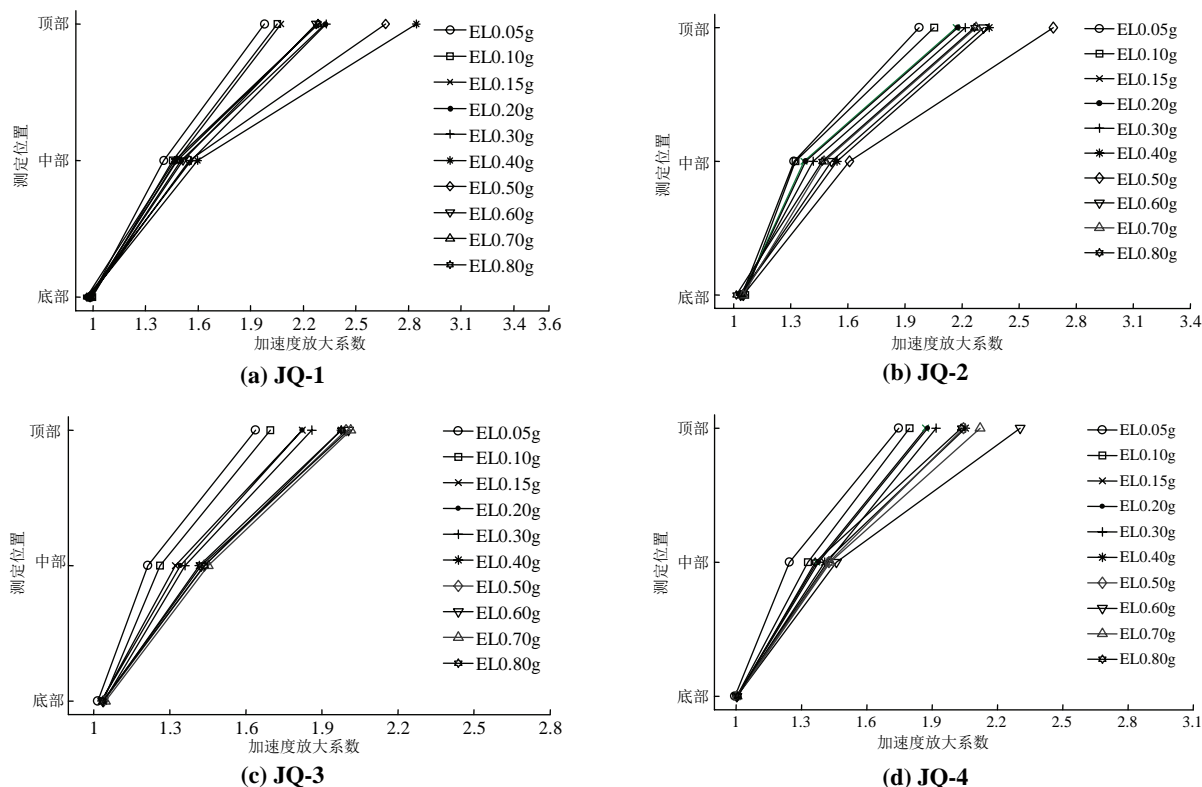 顶部
中部
底部
测定位置
1 1.3 1.6 1.9 2.2 2.5 2.8 3.1 3.4 3.6
加速度放大系数
EL0.05g
EL0.10g
EL0.15g
EL0.20g
EL0.30g
EL0.40g
EL0.50g
EL0.60g
EL0.70g
EL0.80g
(a) JQ-1
顶部
中部
底部
测定位置
1 1.3 1.6 1.9 2.2 2.5 2.8 3.1 3.4
加速度放大系数
EL0.05g
EL0.10g
EL0.15g
EL0.20g
EL0.30g
EL0.40g
EL0.50g
EL0.60g
EL0.70g
EL0.80g
(b) JQ-2
顶部
中部
底部
测定位置
1 1.3 1.6 1.9 2.2 2.5 2.8
加速度放大系数
EL0.05g
EL0.10g
EL0.15g
EL0.20g
EL0.30g
EL0.40g
EL0.50g
EL0.60g
EL0.70g
EL0.80g
(c) JQ-3
顶部
中部
底部
测定位置
1 1.3 1.6 1.9 2.2 2.5 2.8 3.1
加速度放大系数
EL0.05g
EL0.10g
EL0.15g
EL0.20g
EL0.30g
EL0.40g
EL0.50g
EL0.60g
EL0.70g
EL0.80g
(d) JQ-4